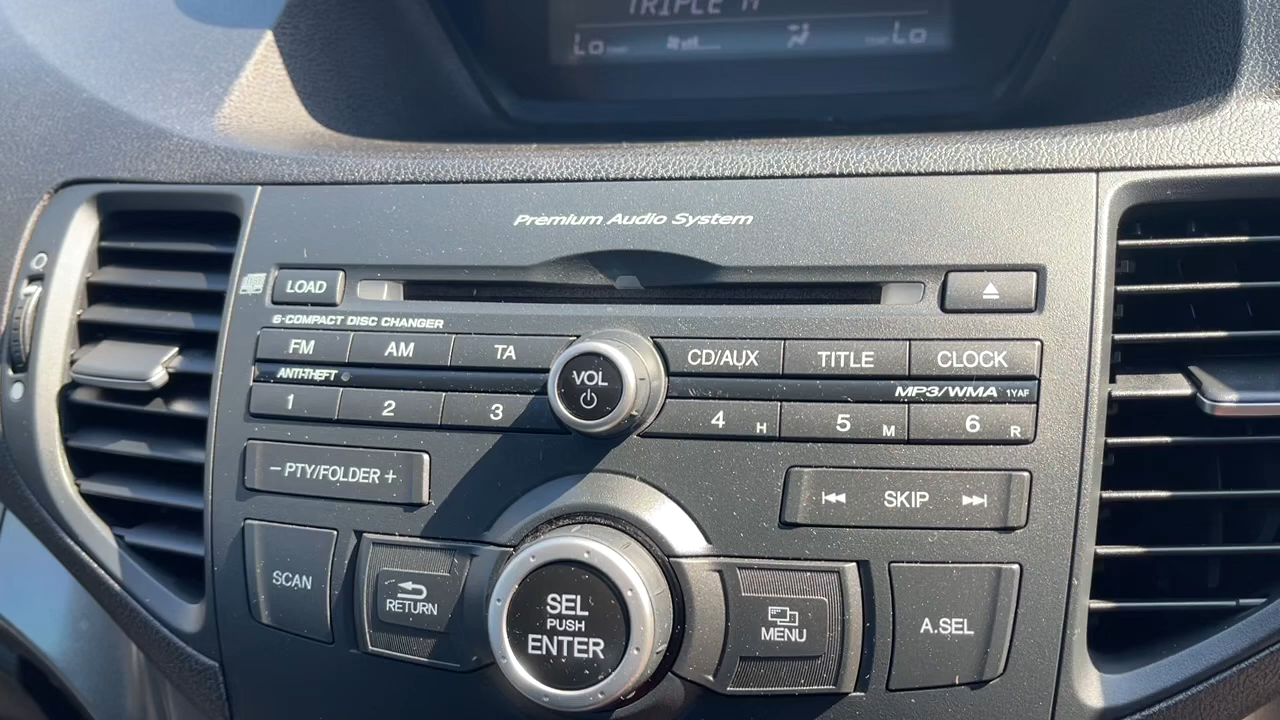 TRIPLE M
Lo Lo
Premium Audio System
LOAD
6-COMPACT DISC CHANGER
FM AM TA CD/AUX TITLE CLOCK
VOL
ANTI-THEFT MP3/WMA 1YAF
1 2 3 4 H 5 M 6 R
- PTY/FOLDER +
SKIP
SCAN
RETURN
SEL
PUSH
ENTER
MENU
A.SEL